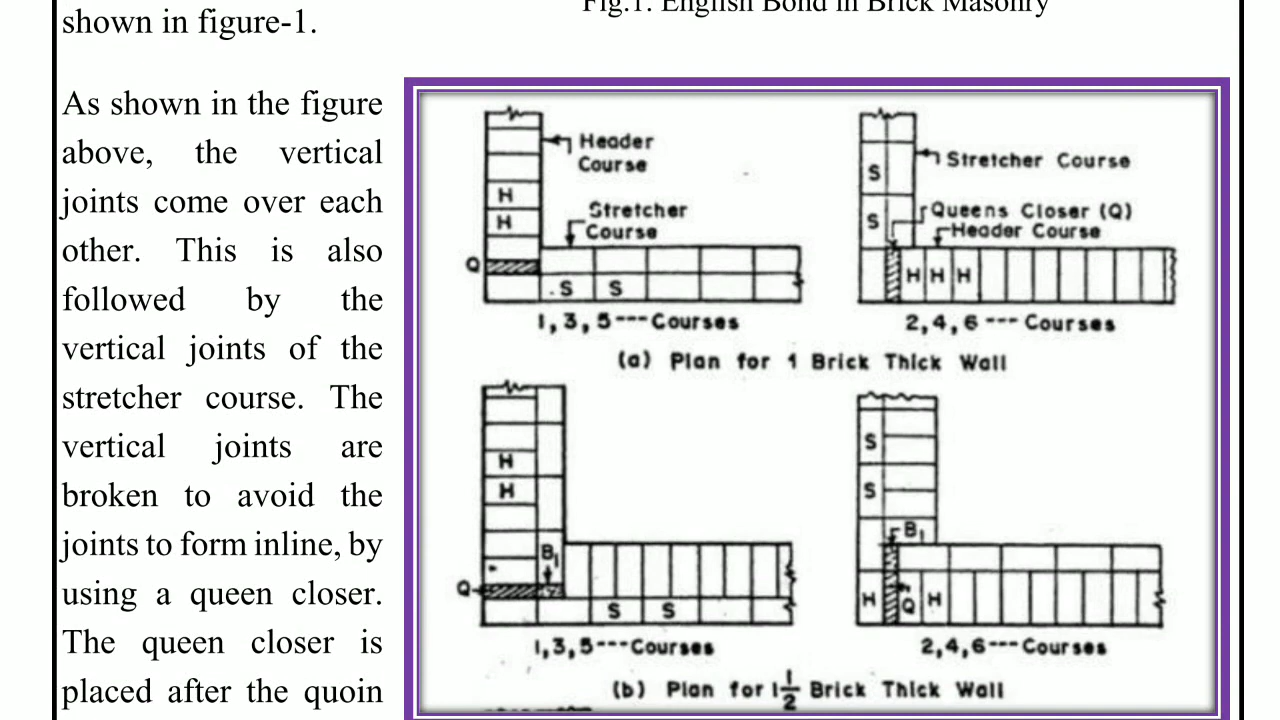 shown in figure-1.
Fig.1. English Bond in Brick Masonry
As shown in the figure
above, the vertical
joints come over each
other. This is also
followed by the
vertical joints of the
stretcher course. The
vertical joints are
broken to avoid the
joints to form inline, by
using a queen closer.
The queen closer is
placed after the quoin
Header
Course
H
H
Stretcher
Course
Q
S S
1, 3, 5 --- Courses
Stretcher Course
S
S
Queens Closer (Q)
Header Course
H H H
2, 4, 6 --- Courses
(a) Plan for 1 Brick Thick Wall
H
H
B1
Q
S S
1, 3, 5 --- Courses
S
S
B1
H Q H
2, 4, 6 --- Courses
(b) Plan for 1 1/2 Brick Thick Wall